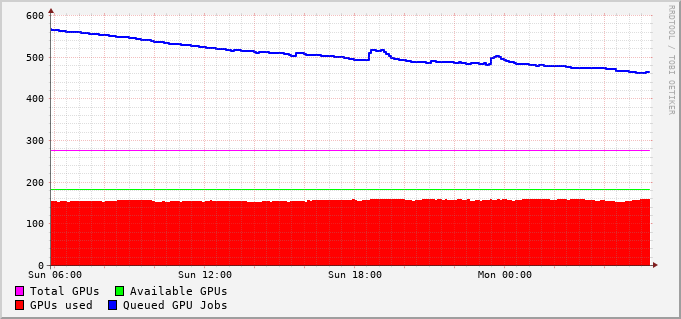 600
500
400
300
200
100
0
Sun 06:00 Sun 12:00 Sun 18:00 Mon 00:00
Total GPUs Available GPUs
GPUs used Queued GPU Jobs
RRDTOOL / TOBI OETIKER